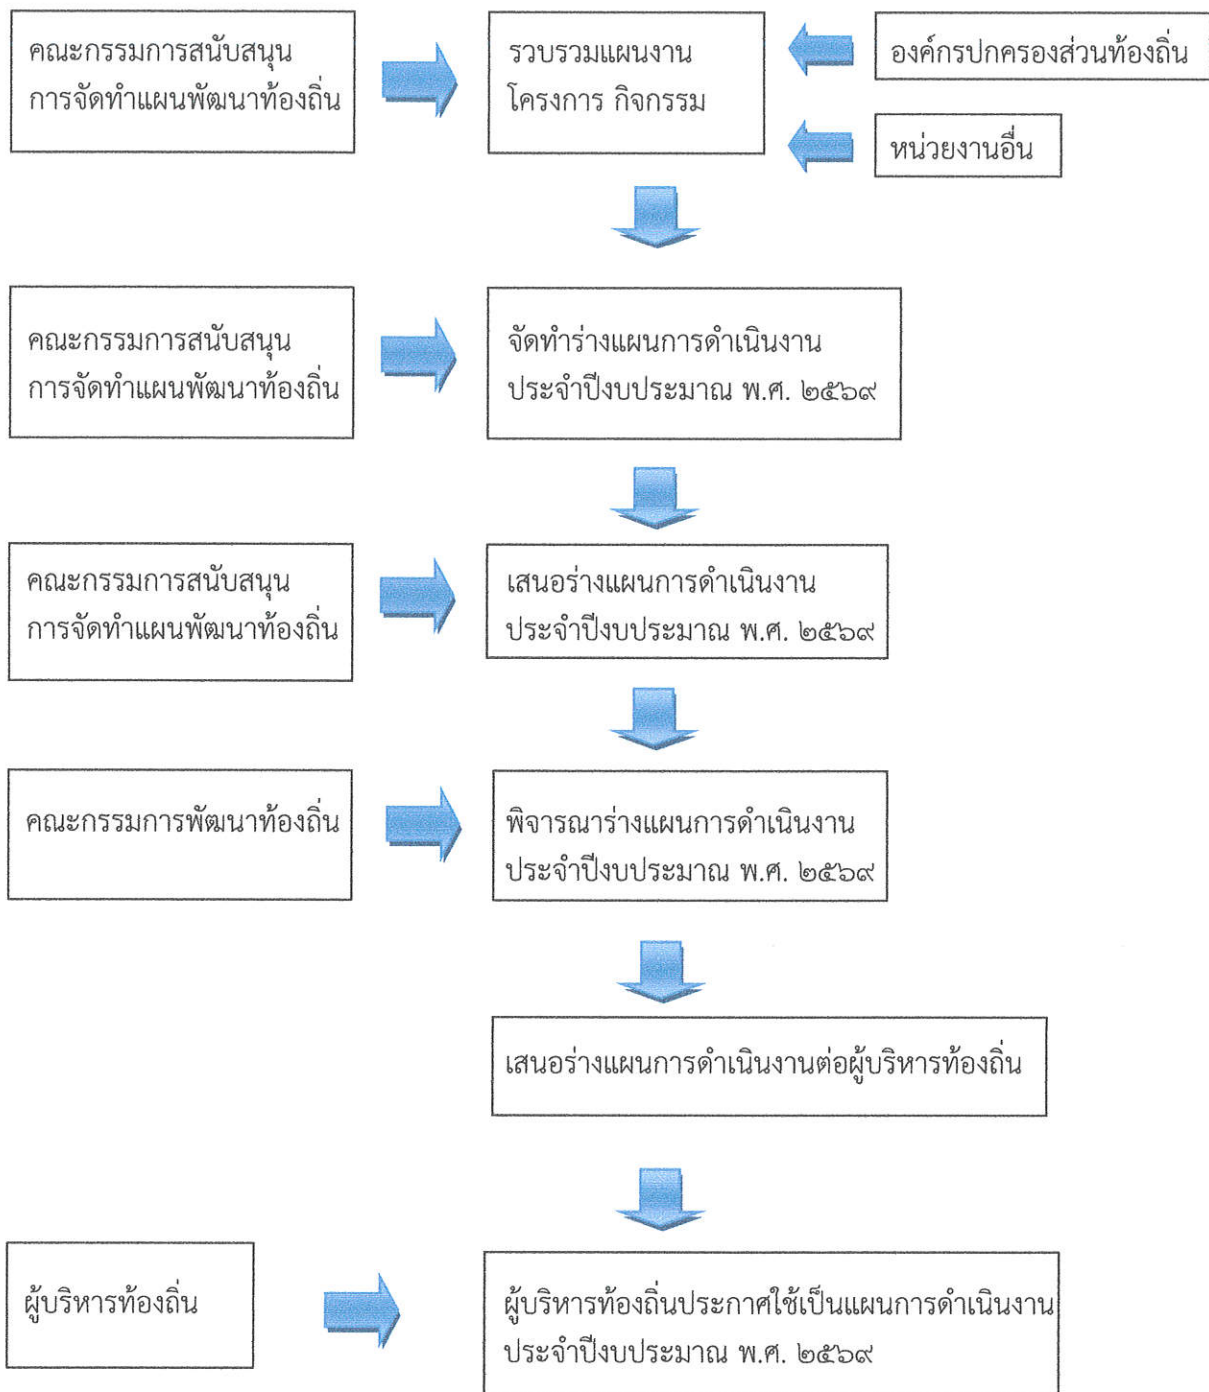 คณะกรรมการสนับสนุน
การจัดทำแผนพัฒนาท้องถิ่น
รวบรวมแผนงาน
โครงการ กิจกรรม
องค์กรปกครองส่วนท้องถิ่น
หน่วยงานอื่น
คณะกรรมการสนับสนุน
การจัดทำแผนพัฒนาท้องถิ่น
จัดทำร่างแผนการดำเนินงาน
ประจำปีงบประมาณ พ.ศ. ๒๕๖๙
คณะกรรมการสนับสนุน
การจัดทำแผนพัฒนาท้องถิ่น
เสนอร่างแผนการดำเนินงาน
ประจำปีงบประมาณ พ.ศ. ๒๕๖๙
คณะกรรมการพัฒนาท้องถิ่น
พิจารณาร่างแผนการดำเนินงาน
ประจำปีงบประมาณ พ.ศ. ๒๕๖๙
เสนอร่างแผนการดำเนินงานต่อผู้บริหารท้องถิ่น
ผู้บริหารท้องถิ่น
ผู้บริหารท้องถิ่นประกาศใช้เป็นแผนการดำเนินงาน
ประจำปีงบประมาณ พ.ศ. ๒๕๖๙